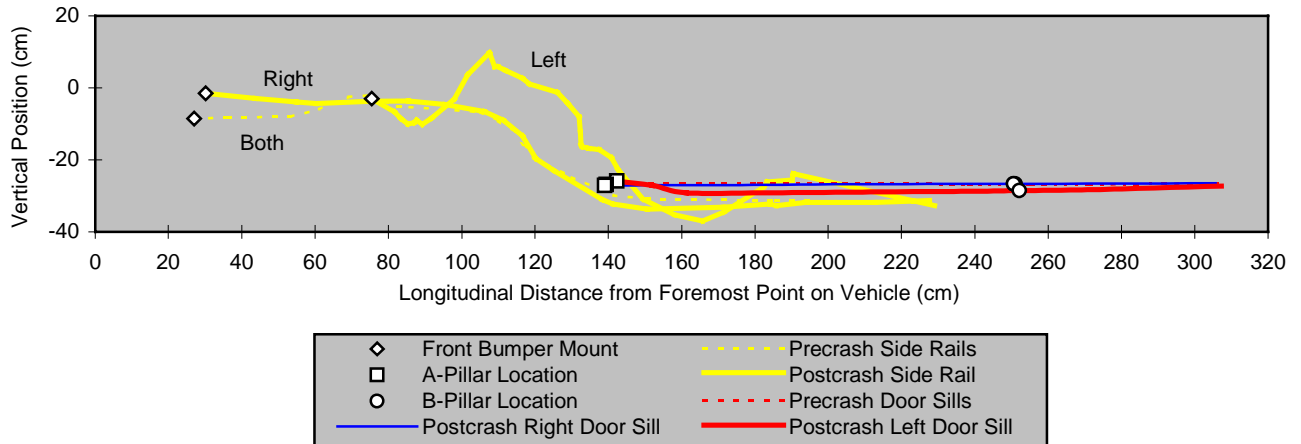 20
0
-20
-40
Vertical Position (cm)
Right
Both
Left
0 20 40 60 80 100 120 140 160 180 200 220 240 260 280 300 320
Longitudinal Distance from Foremost Point on Vehicle (cm)
Front Bumper Mount
Precrash Side Rails
A-Pillar Location
Postcrash Side Rail
B-Pillar Location
Precrash Door Sills
Postcrash Right Door Sill
Postcrash Left Door Sill